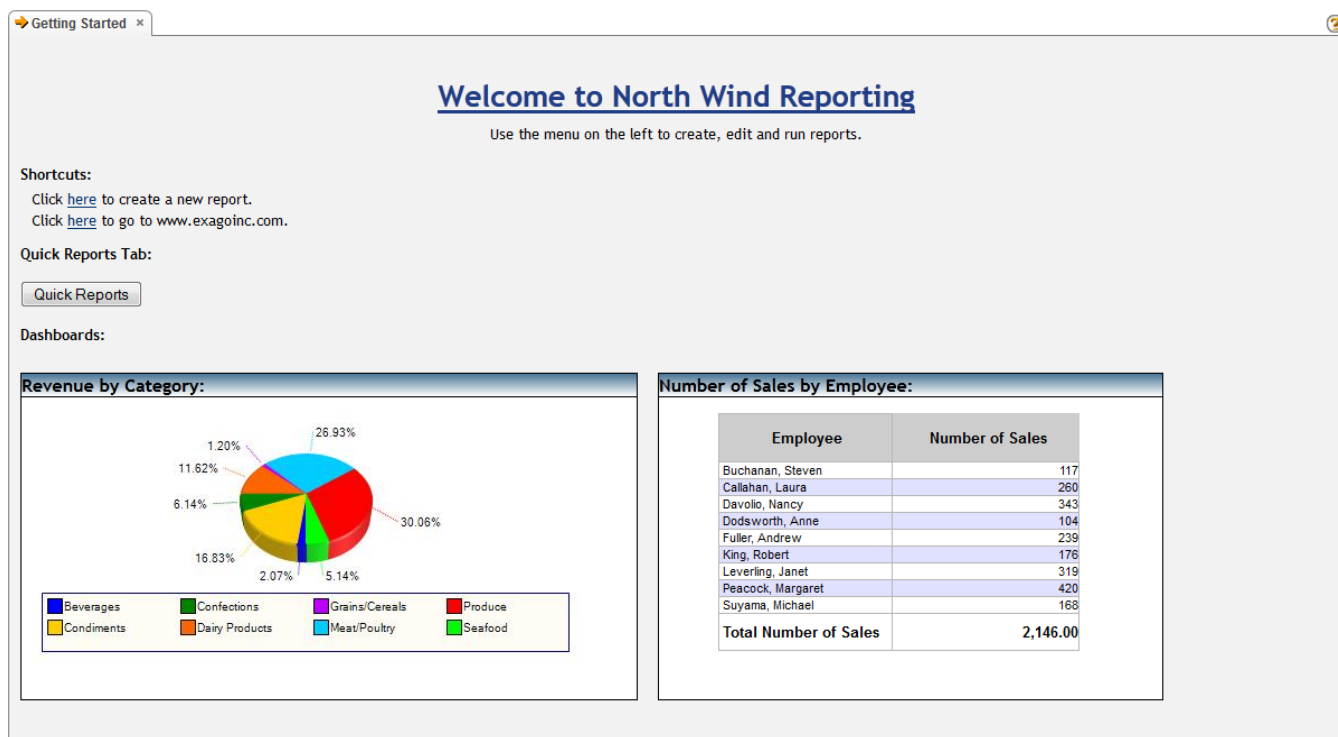 Getting Started ×
Welcome to North Wind Reporting
Use the menu on the left to create, edit and run reports.
Shortcuts:
Click here to create a new report.
Click here to go to www.exagoinc.com.
Quick Reports Tab:
Quick Reports
Dashboards:
Revenue by Category:
26.93%
1.20%
11.62%
6.14%
30.06%
16.83%
2.07%
5.14%
Beverages Confections Grains/Cereals Produce
Condiments Dairy Products Meat/Poultry Seafood
Number of Sales by Employee:
Employee Number of Sales
Buchanan, Steven 117
Callahan, Laura 260
Davolio, Nancy 343
Dodsworth, Anne 104
Fuller, Andrew 239
King, Robert 176
Leverling, Janet 319
Peacock, Margaret 420
Suyama, Michael 168
Total Number of Sales 2,146.00